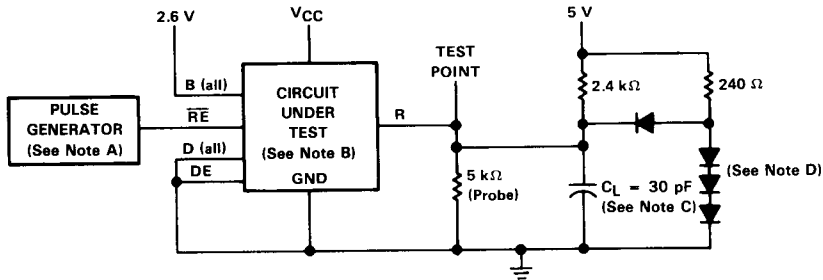 2.6 V
VCC
5 V
TEST
POINT
B (all)
2.4 kΩ
240 Ω
PULSE
GENERATOR
(See Note A)
RE
CIRCUIT
UNDER
TEST
(See Note B)
R
D (all)
DE
GND
5 kΩ
(Probe)
CL = 30 pF
(See Note C)
(See Note D)